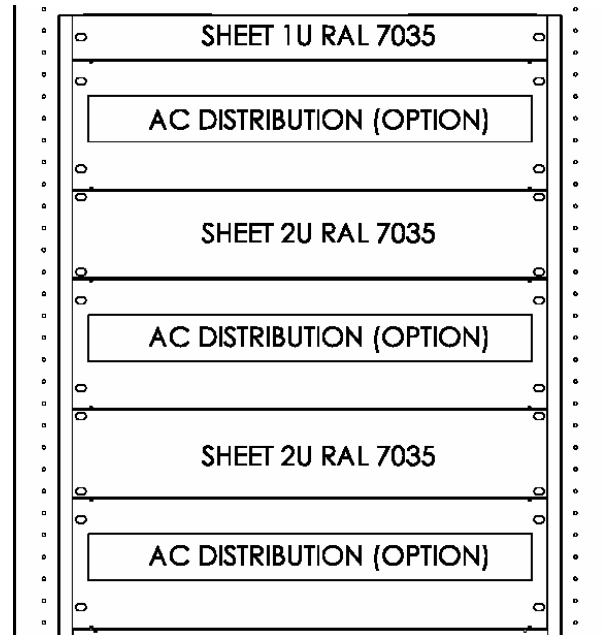 SHEET 1U RAL 7035
AC DISTRIBUTION (OPTION)
SHEET 2U RAL 7035
AC DISTRIBUTION (OPTION)
SHEET 2U RAL 7035
AC DISTRIBUTION (OPTION)